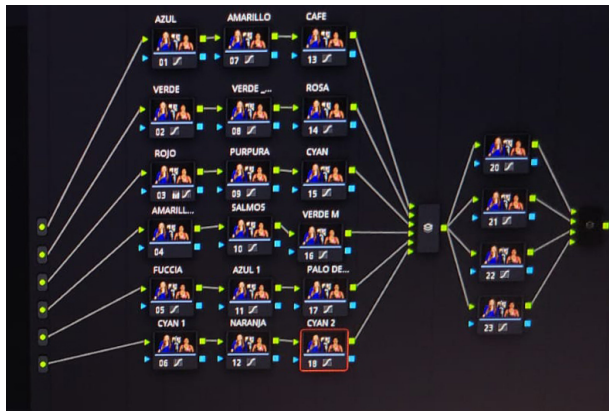 AZUL AMARILLO CAFE
01 07 13
VERDE VERDE _... ROSA
02 08 14
ROJO PURPURA CYAN
03 09 15
AMARILL... SALMOS VERDE M
04 10 16
FUCCIA AZUL 1 PALO DE...
05 11 17
CYAN 1 NARANJA CYAN 2
06 12 18
20
21
22
23